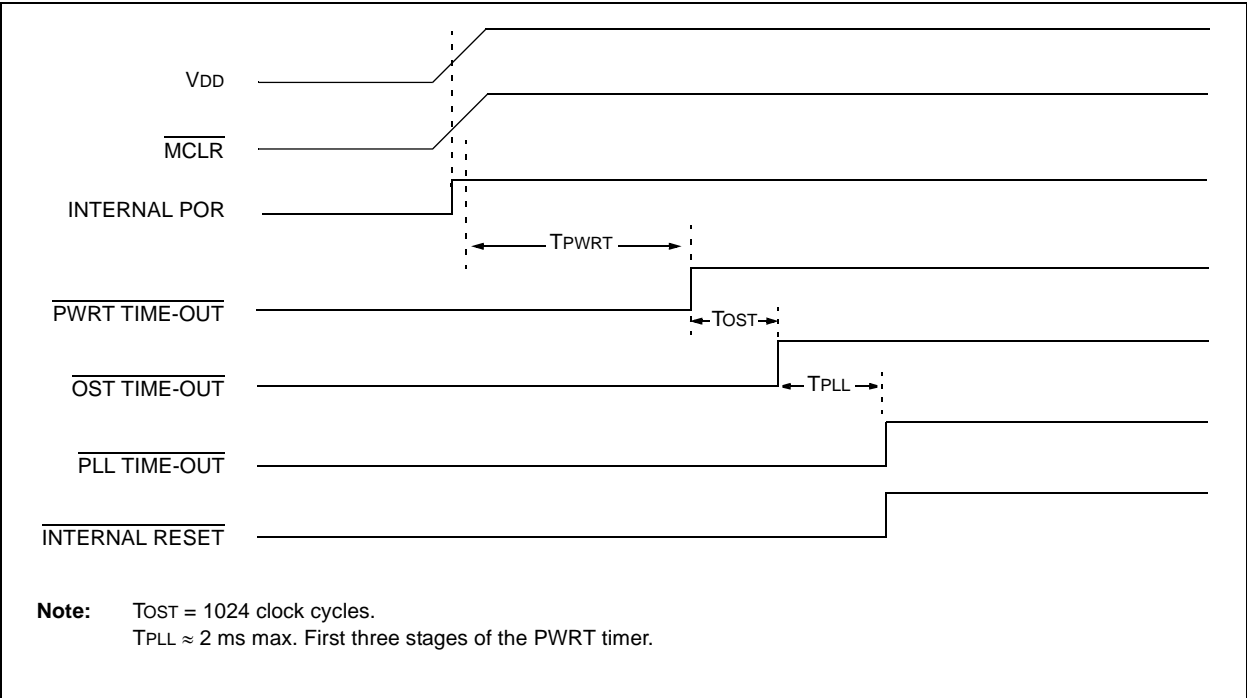 VDD
MCLR
INTERNAL POR
TPWRT
PWRT TIME-OUT
TOST
OST TIME-OUT
TPLL
PLL TIME-OUT
INTERNAL RESET
Note: TOST = 1024 clock cycles.
TPLL ≈ 2 ms max. First three stages of the PWRT timer.